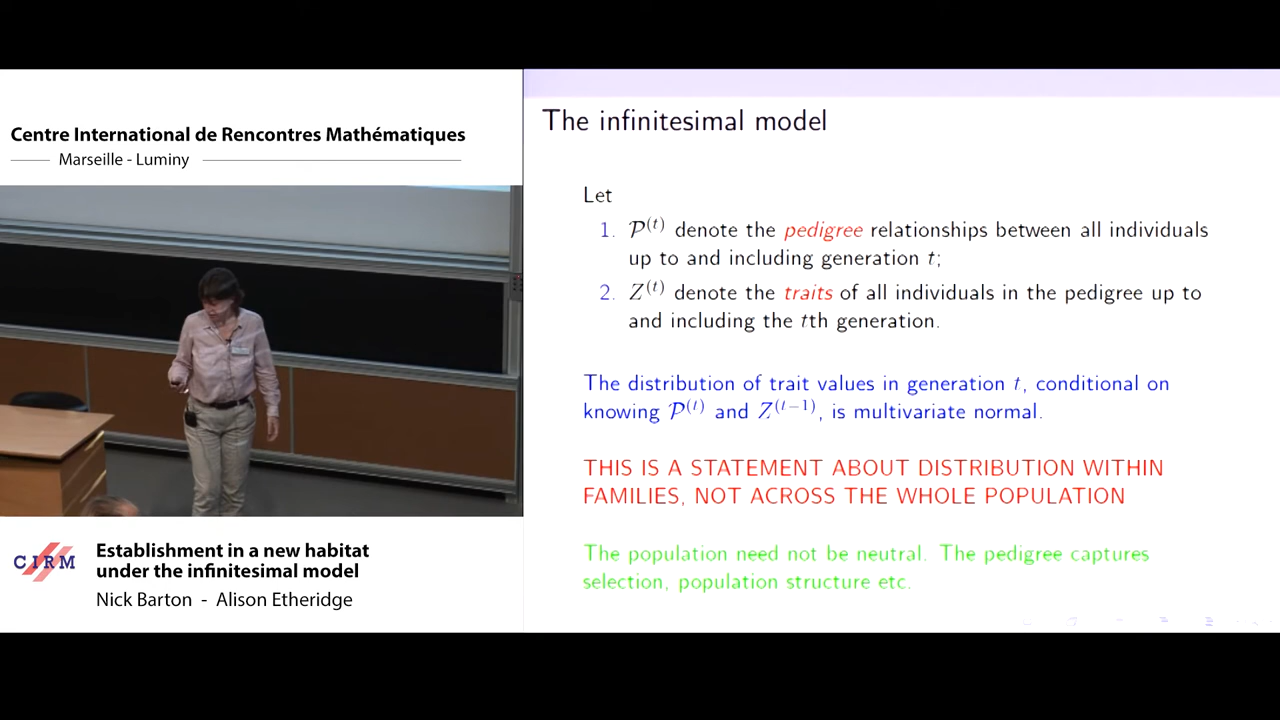 Centre International de Rencontres Mathématiques
Marseille - Luminy
CIRM
Establishment in a new habitat
under the infinitesimal model
Nick Barton - Alison Etheridge
The infinitesimal model
Let
1. 𝒫^(t) denote the pedigree relationships between all individuals
up to and including generation t;
2. Z^(t) denote the traits of all individuals in the pedigree up to
and including the tth generation.
The distribution of trait values in generation t, conditional on
knowing 𝒫^(t) and Z^(t−1), is multivariate normal.
THIS IS A STATEMENT ABOUT DISTRIBUTION WITHIN
FAMILIES, NOT ACROSS THE WHOLE POPULATION
The population need not be neutral. The pedigree captures
selection, population structure etc.